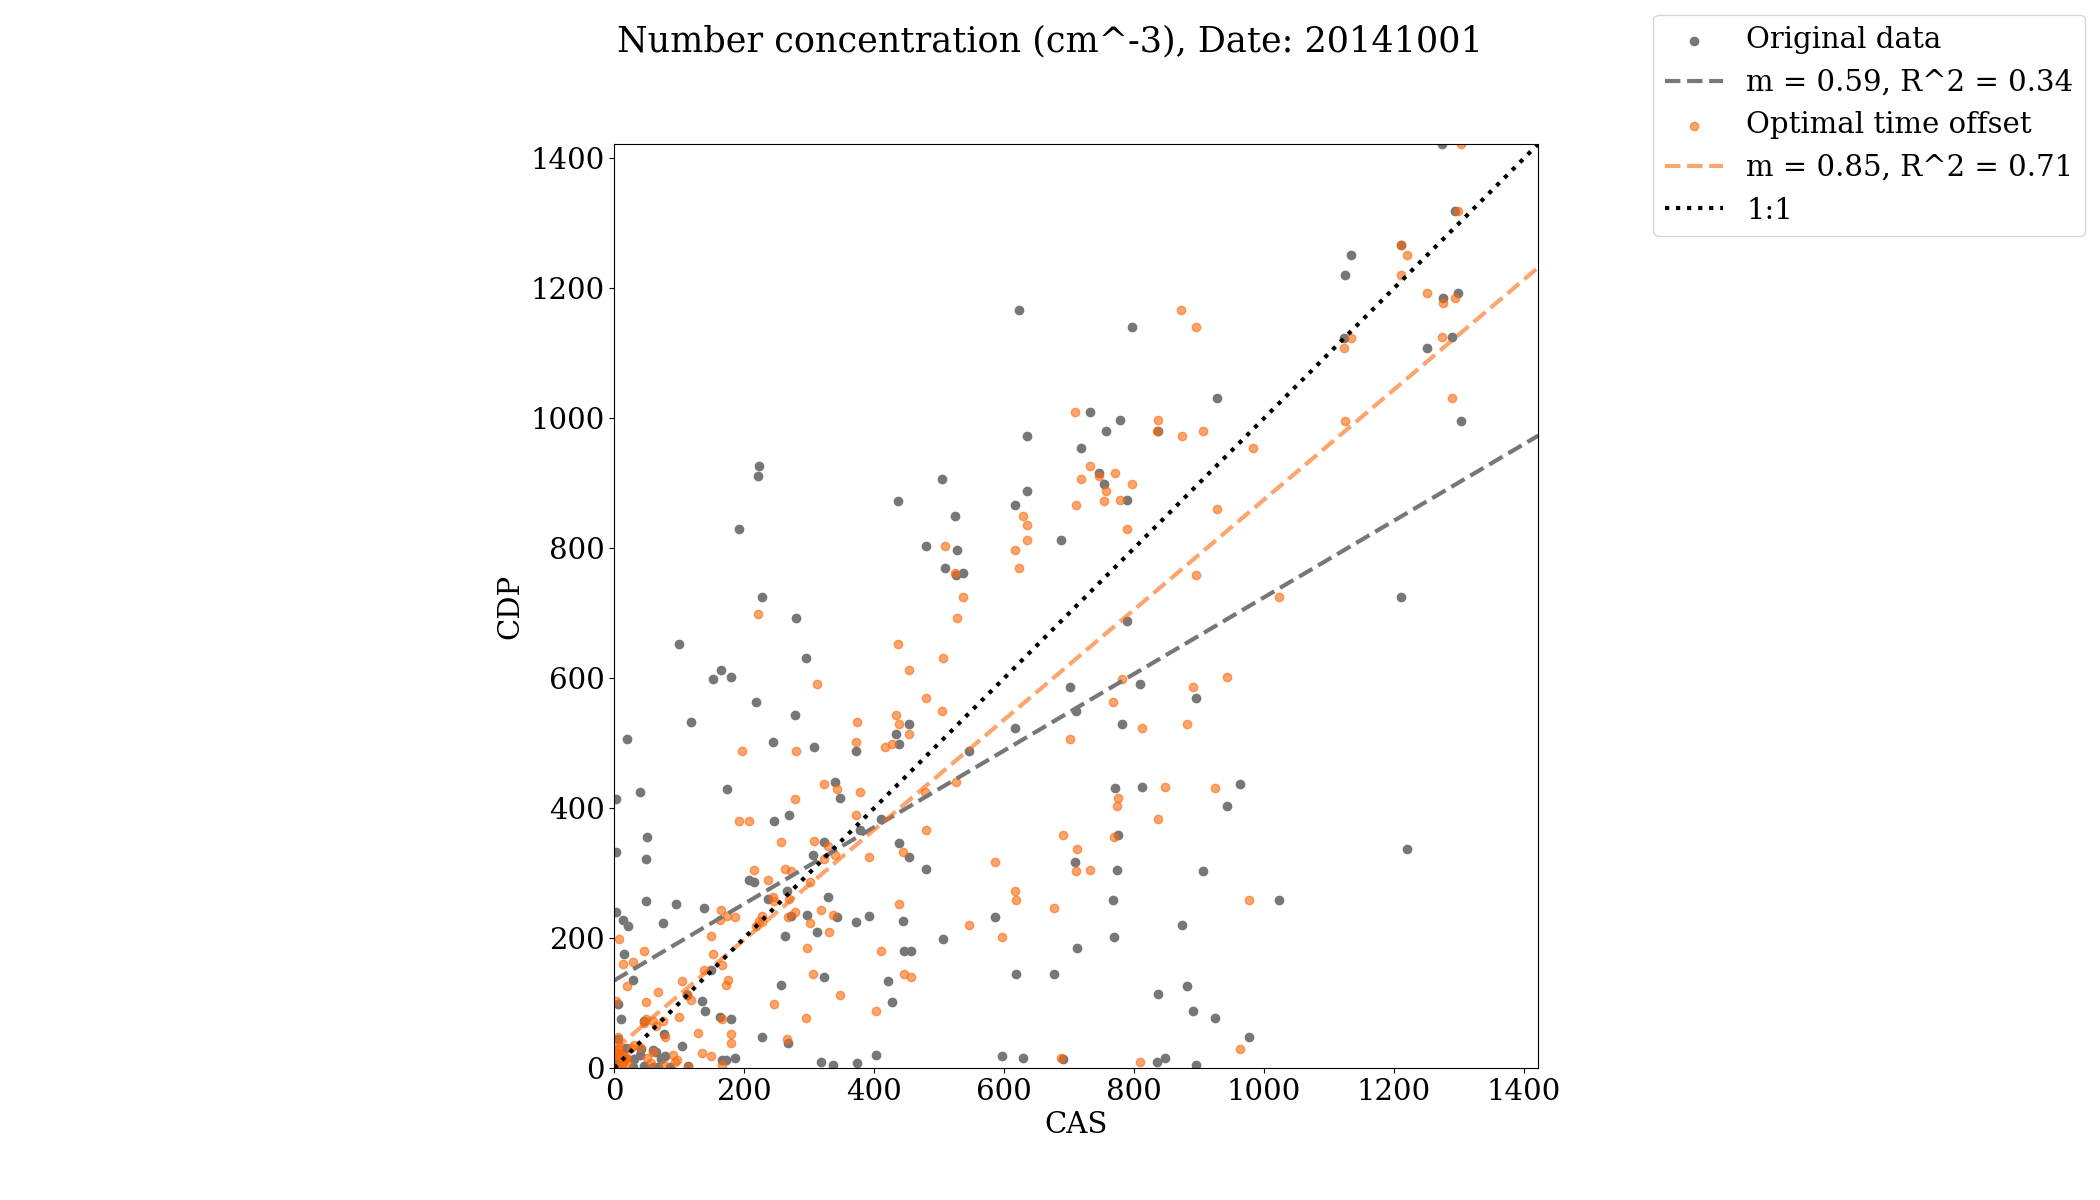 Number concentration (cm^-3), Date: 20141001
Original data
m = 0.59, R^2 = 0.34
Optimal time offset
m = 0.85, R^2 = 0.71
1:1
1400
1200
1000
800
600
400
200
0
CDP
0 200 400 600 800 1000 1200 1400
CAS